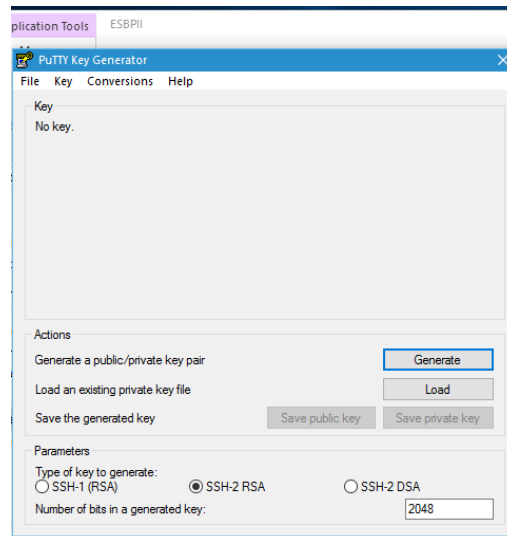 plication Tools ESBPII
PuTTY Key Generator
File Key Conversions Help
Key
No key.
Actions
Generate a public/private key pair Generate
Load an existing private key file Load
Save the generated key Save public key Save private key
Parameters
Type of key to generate:
SSH-1 (RSA) SSH-2 RSA SSH-2 DSA
Number of bits in a generated key: 2048